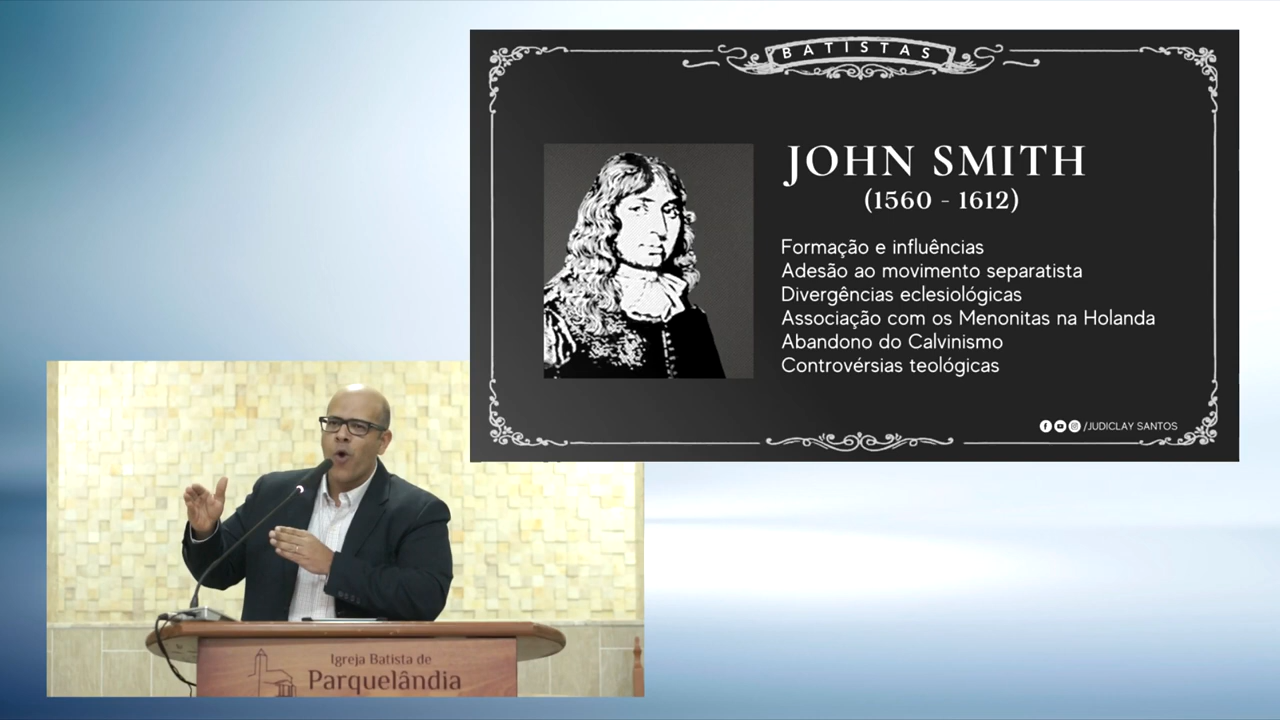 BATISTAS
JOHN SMITH
(1560 - 1612)
Formação e influências
Adesão ao movimento separatista
Divergências eclesiológicas
Associação com os Menonitas na Holanda
Abandono do Calvinismo
Controvérsias teológicas
/JUDICLAY SANTOS
Igreja Batista de
Parquelândia